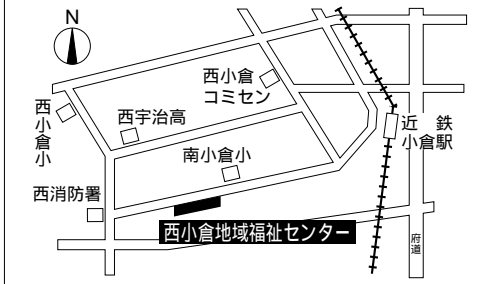 N
西小倉
コミセン
西小倉小
西宇治高
近鉄
小倉駅
南小倉小
西消防署
西小倉地域福祉センター
府道